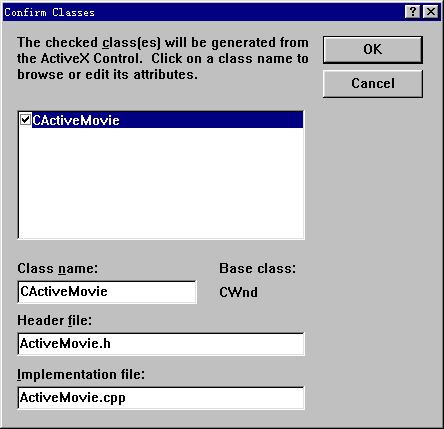 Confirm Classes
The checked class(es) will be generated from
the ActiveX Control. Click on a class name to
browse or edit its attributes.
OK
Cancel
CActiveMovie
Class name:
Base class:
CActiveMovie
CWnd
Header file:
ActiveMovie.h
Implementation file:
ActiveMovie.cpp